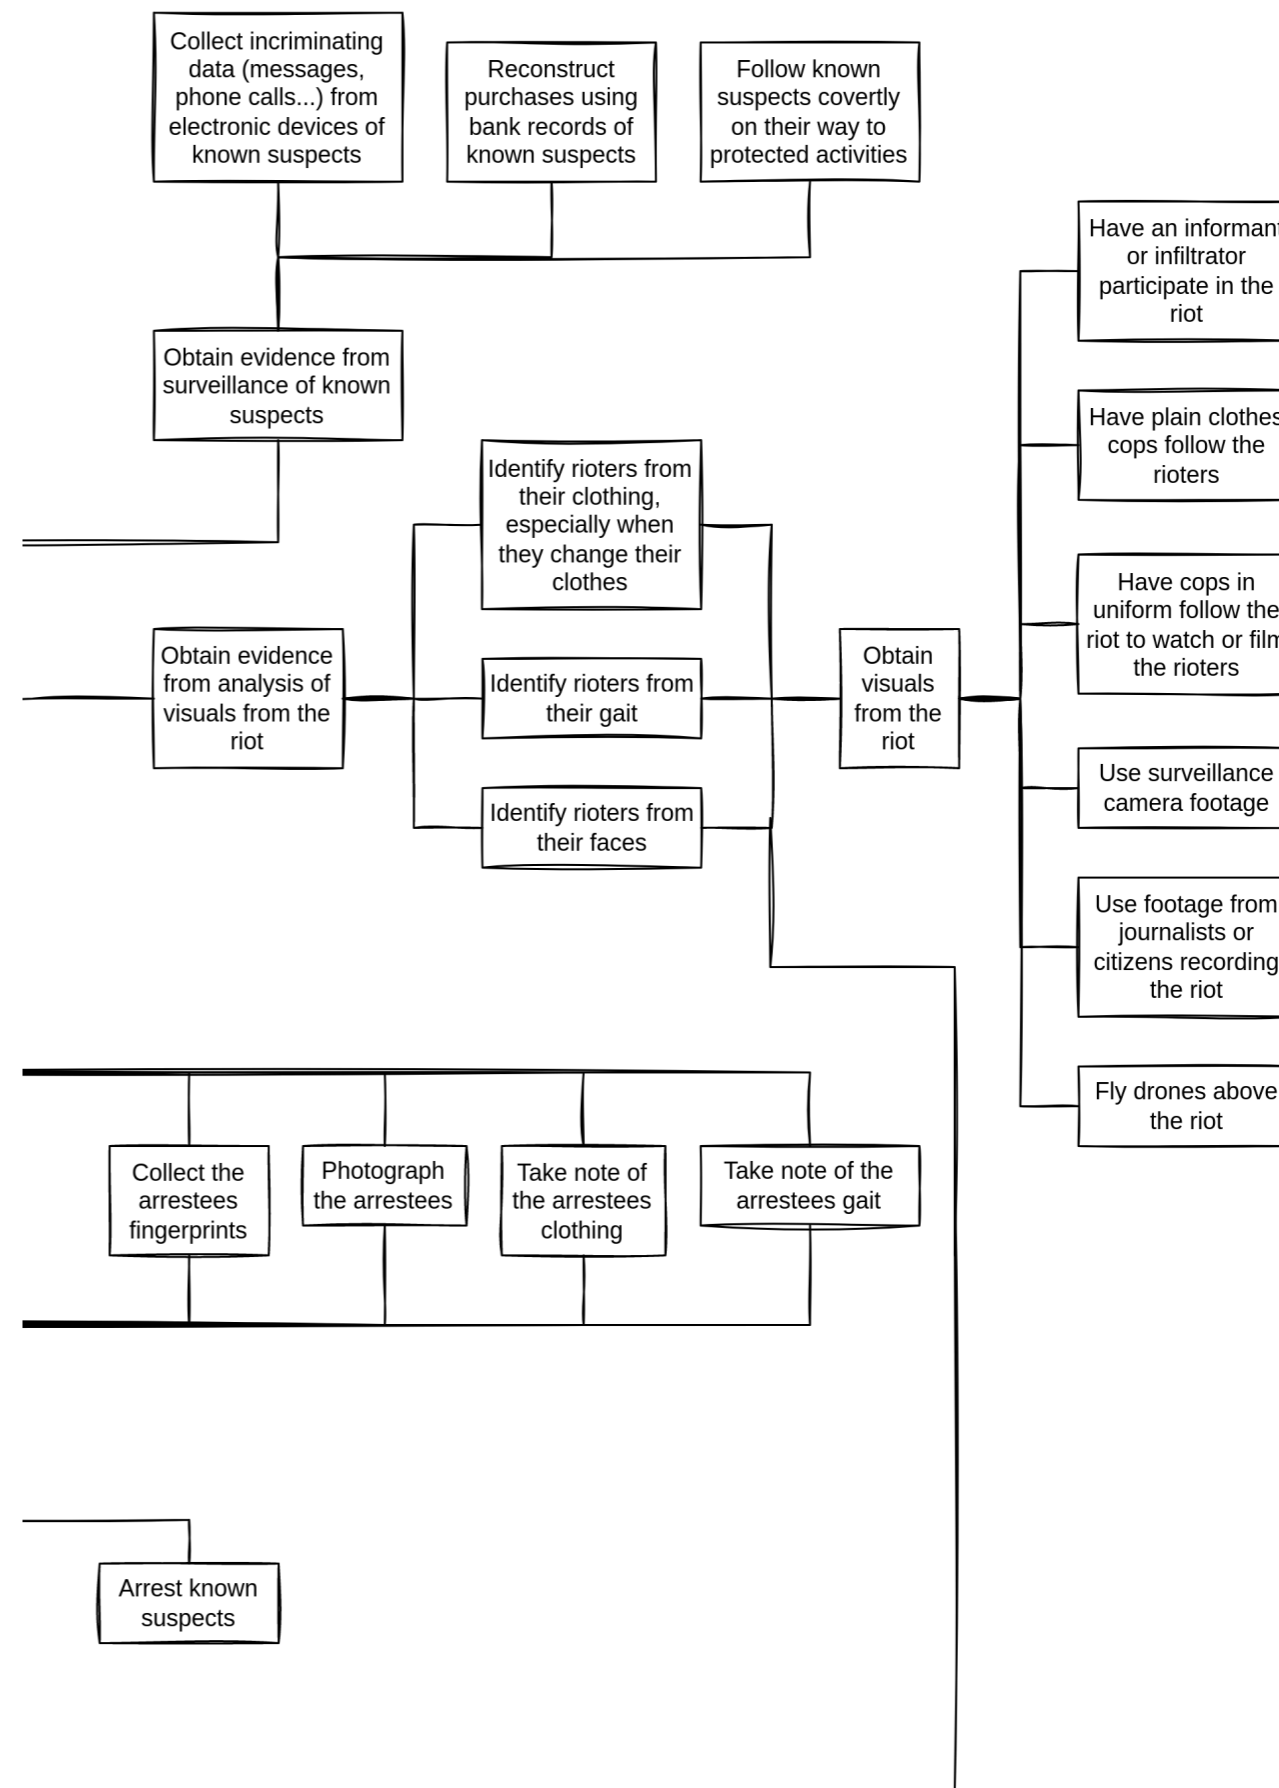 Collect incriminating
data (messages,
phone calls...) from
electronic devices of
known suspects
Reconstruct
purchases using
bank records of
known suspects
Follow known
suspects covertly
on their way to
protected activities
Have an informant
or infiltrator
participate in the
riot
Obtain evidence from
surveillance of known
suspects
Have plain clothes
cops follow the
rioters
Identify rioters from
their clothing,
especially when
they change their
clothes
Have cops in
uniform follow the
riot to watch or film
the rioters
Obtain evidence
from analysis of
visuals from the
riot
Identify rioters from
their gait
Obtain
visuals
from the
riot
Use surveillance
camera footage
Identify rioters from
their faces
Use footage from
journalists or
citizens recording
the riot
Fly drones above
the riot
Collect the
arrestees
fingerprints
Photograph
the arrestees
Take note of
the arrestees
clothing
Take note of the
arrestees gait
Arrest known
suspects